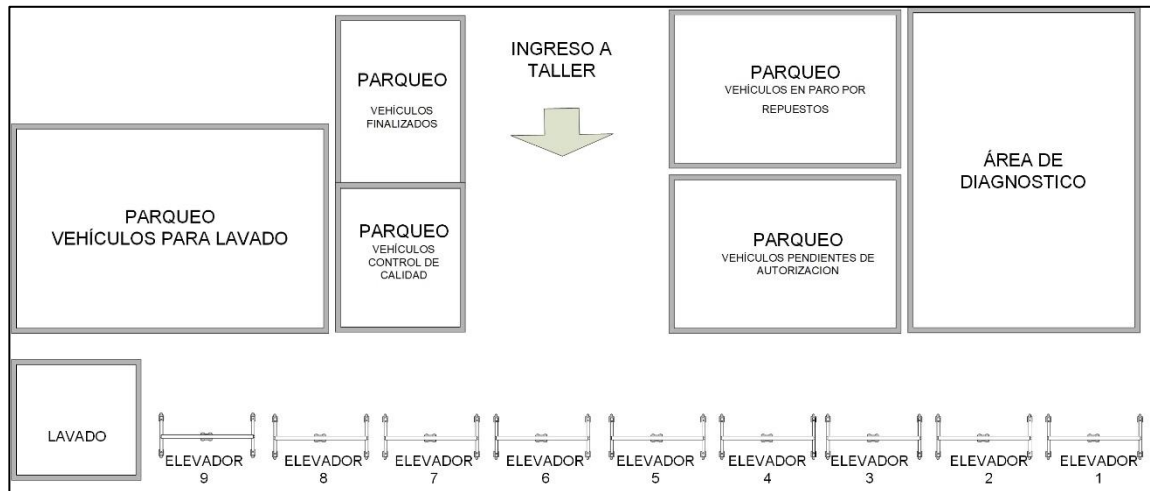 INGRESO A
TALLER
PARQUEO
VEHÍCULOS
FINALIZADOS
PARQUEO
VEHÍCULOS EN PARO POR
REPUESTOS
ÁREA DE
DIAGNOSTICO
PARQUEO
VEHÍCULOS PARA LAVADO
PARQUEO
VEHÍCULOS
CONTROL DE
CALIDAD
PARQUEO
VEHÍCULOS PENDIENTES DE
AUTORIZACION
LAVADO
ELEVADOR
9
ELEVADOR
8
ELEVADOR
7
ELEVADOR
6
ELEVADOR
5
ELEVADOR
4
ELEVADOR
3
ELEVADOR
2
ELEVADOR
1